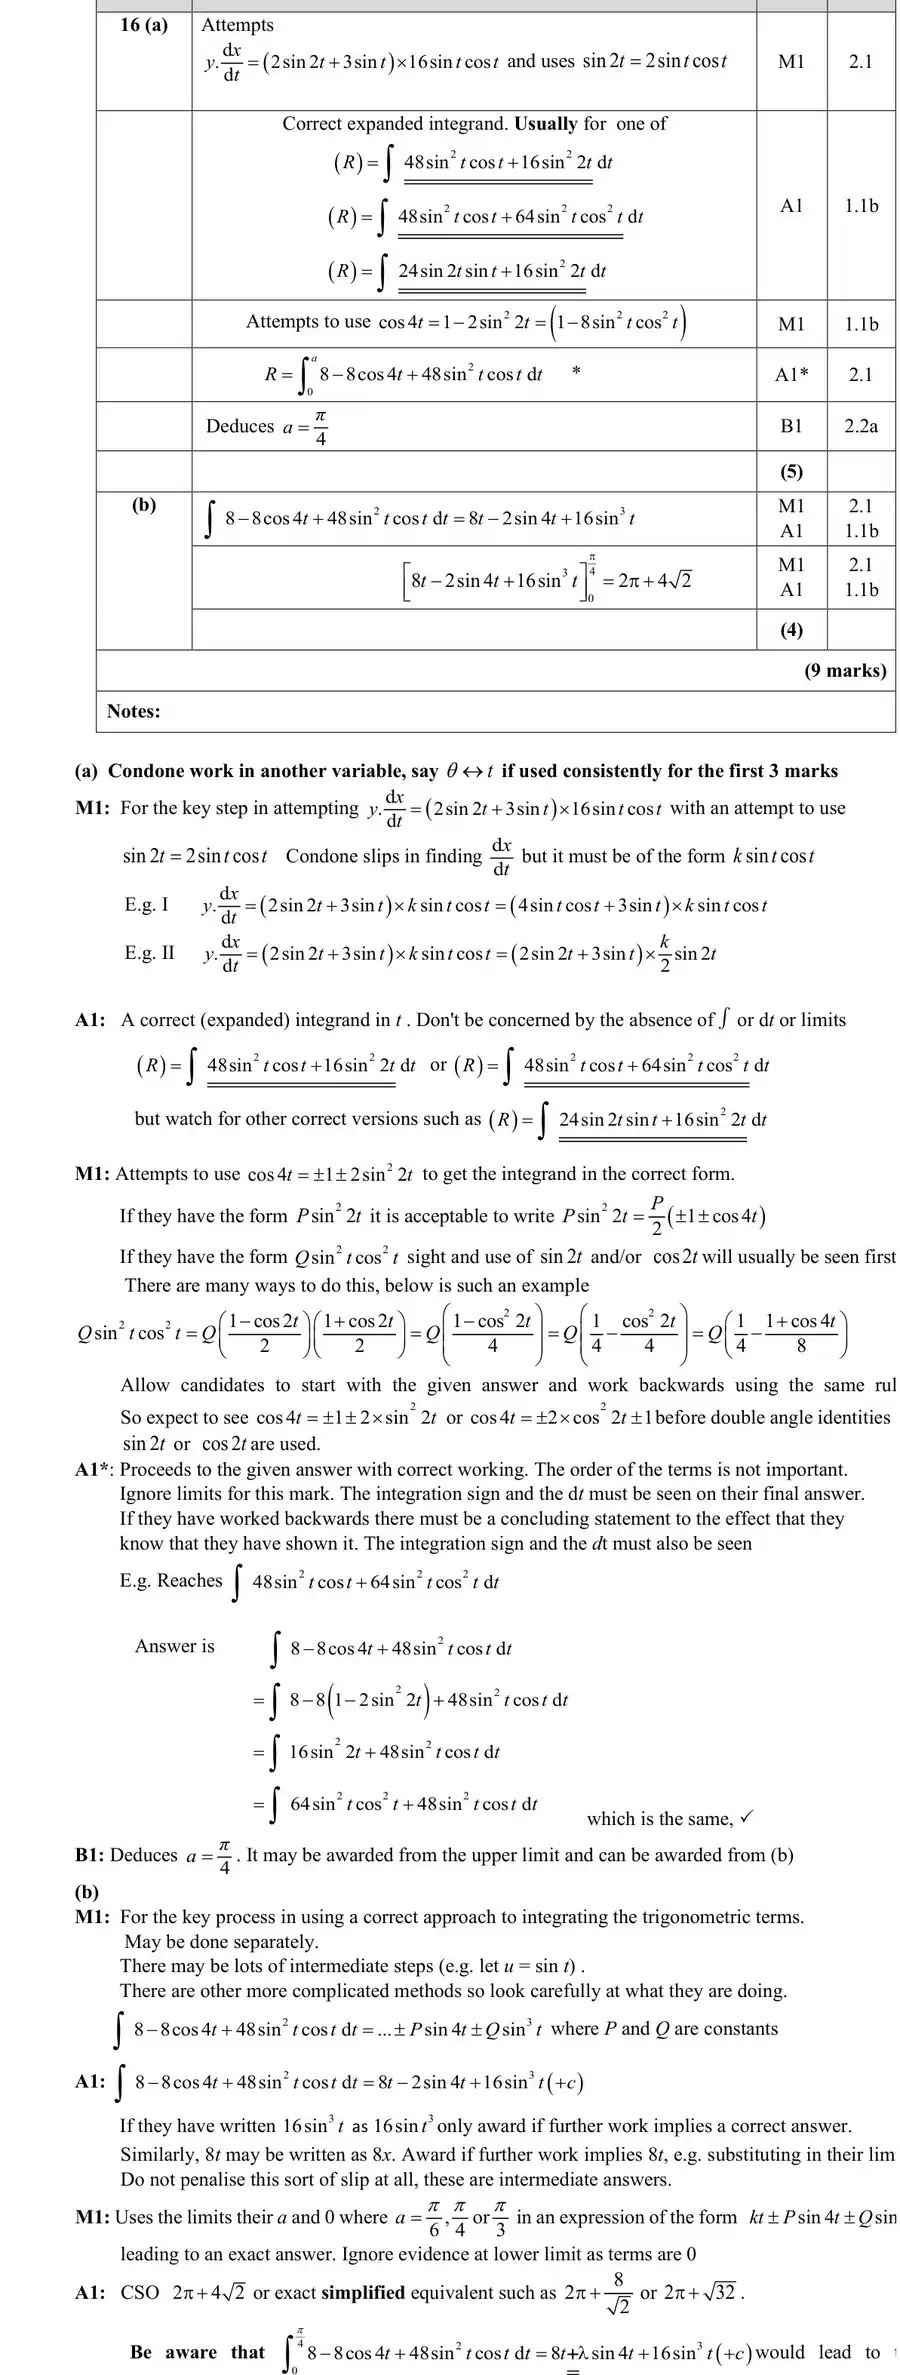 16 (a) Attempts
y.dx/dt = (2sin 2t + 3sin t) × 16sin t cos t and uses sin 2t = 2sin t cos t M1 2.1
Correct expanded integrand. Usually for one of
(R) = ∫ 48sin² t cos t + 16sin² 2t dt
(R) = ∫ 48sin² t cos t + 64sin² t cos² t dt A1 1.1b
(R) = ∫ 24sin 2t sin t + 16sin² 2t dt
Attempts to use cos 4t = 1 − 2sin² 2t = (1 − 8sin² t cos² t) M1 1.1b
R = ∫₀ᵃ 8 − 8cos 4t + 48sin² t cos t dt * A1* 2.1
Deduces a = π/4 B1 2.2a
(5)
(b) ∫ 8 − 8cos 4t + 48sin² t cos t dt = 8t − 2sin 4t + 16sin³ t M1 2.1
A1 1.1b
[8t − 2sin 4t + 16sin³ t]₀^(π/4) = 2π + 4√2 M1 2.1
A1 1.1b
(4)
(9 marks)
Notes:
(a) Condone work in another variable, say θ ↔ t if used consistently for the first 3 marks
M1: For the key step in attempting y.dx/dt = (2sin 2t + 3sin t) × 16sin t cos t with an attempt to use
sin 2t = 2sin t cos t Condone slips in finding dx/dt but it must be of the form k sin t cos t
E.g. I y.dx/dt = (2sin 2t + 3sin t) × k sin t cos t = (4sin t cos t + 3sin t) × k sin t cos t
E.g. II y.dx/dt = (2sin 2t + 3sin t) × k sin t cos t = (2sin 2t + 3sin t) × k/2 sin 2t
A1: A correct (expanded) integrand in t . Don't be concerned by the absence of ∫ or dt or limits
(R) = ∫ 48sin² t cos t + 16sin² 2t dt or (R) = ∫ 48sin² t cos t + 64sin² t cos² t dt
but watch for other correct versions such as (R) = ∫ 24sin 2t sin t + 16sin² 2t dt
M1: Attempts to use cos 4t = ±1 ± 2sin² 2t to get the integrand in the correct form.
If they have the form P sin² 2t it is acceptable to write P sin² 2t = P/2 (±1 ± cos 4t)
If they have the form Q sin² t cos² t sight and use of sin 2t and/or cos 2t will usually be seen first
There are many ways to do this, below is such an example
Q sin² t cos² t = Q((1 − cos 2t)/2)((1 + cos 2t)/2) = Q((1 − cos² 2t)/4) = Q(1/4 − cos² 2t/4) = Q(1/4 − (1 + cos 4t)/8)
Allow candidates to start with the given answer and work backwards using the same rul
So expect to see cos 4t = ±1 ± 2 × sin² 2t or cos 4t = ±2 × cos² 2t ± 1 before double angle identities
sin 2t or cos 2t are used.
A1*: Proceeds to the given answer with correct working. The order of the terms is not important.
Ignore limits for this mark. The integration sign and the dt must be seen on their final answer.
If they have worked backwards there must be a concluding statement to the effect that they
know that they have shown it. The integration sign and the dt must also be seen
E.g. Reaches ∫ 48sin² t cos t + 64sin² t cos² t dt
Answer is ∫ 8 − 8cos 4t + 48sin² t cos t dt
= ∫ 8 − 8(1 − 2sin² 2t) + 48sin² t cos t dt
= ∫ 16sin² 2t + 48sin² t cos t dt
= ∫ 64sin² t cos² t + 48sin² t cos t dt which is the same, ✓
B1: Deduces a = π/4 . It may be awarded from the upper limit and can be awarded from (b)
(b)
M1: For the key process in using a correct approach to integrating the trigonometric terms.
May be done separately.
There may be lots of intermediate steps (e.g. let u = sin t) .
There are other more complicated methods so look carefully at what they are doing.
∫ 8 − 8cos 4t + 48sin² t cos t dt = ... ± P sin 4t ± Q sin³ t where P and Q are constants
A1: ∫ 8 − 8cos 4t + 48sin² t cos t dt = 8t − 2sin 4t + 16sin³ t (+c)
If they have written 16sin³ t as 16sin t³ only award if further work implies a correct answer.
Similarly, 8t may be written as 8x. Award if further work implies 8t, e.g. substituting in their lim
Do not penalise this sort of slip at all, these are intermediate answers.
M1: Uses the limits their a and 0 where a = π/6, π/4 or π/3 in an expression of the form kt ± P sin 4t ± Q sin
leading to an exact answer. Ignore evidence at lower limit as terms are 0
A1: CSO 2π + 4√2 or exact simplified equivalent such as 2π + 8/√2 or 2π + √32 .
Be aware that ∫₀^(π/4) 8 − 8cos 4t + 48sin² t cos t dt = 8t+λ sin 4t + 16sin³ t (+c) would lead to